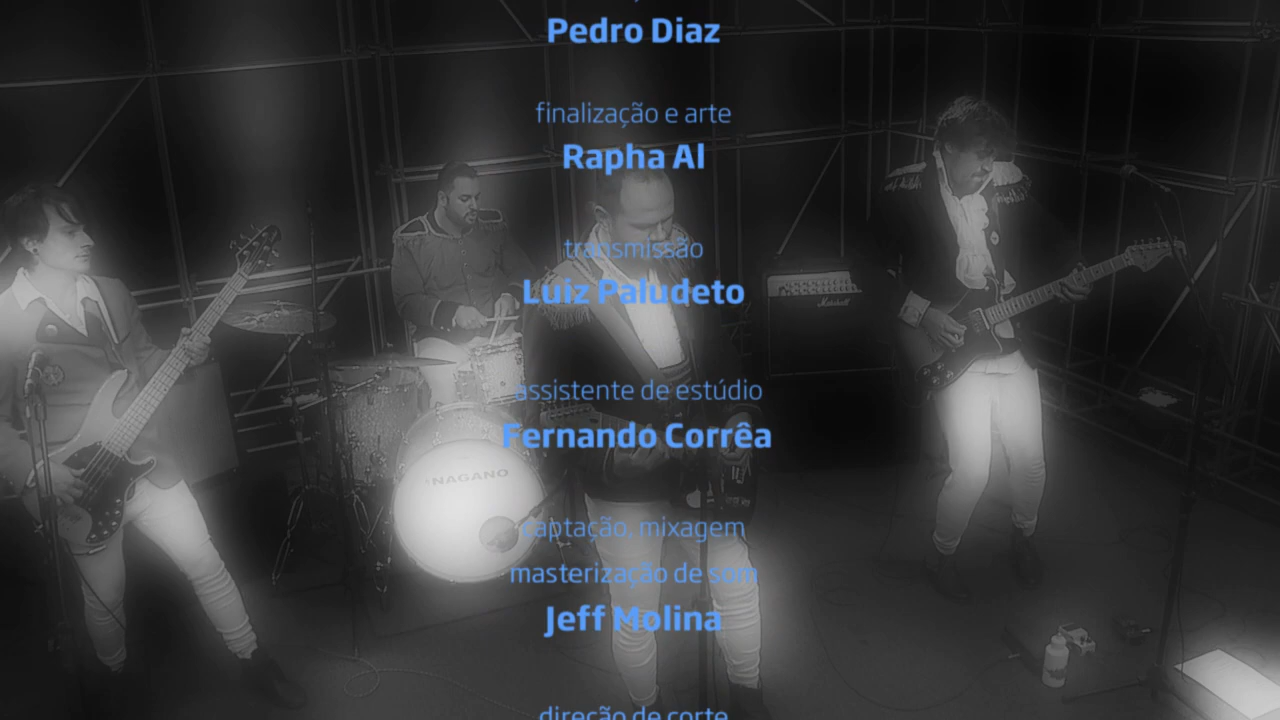 Pedro Diaz
finalização e arte
Rapha Al
transmissão
Luiz Paludeto
Marshall
assistente de estúdio
Fernando Corrêa
NAGANO
captação, mixagem
masterização de som
Jeff Molina
direção de corte